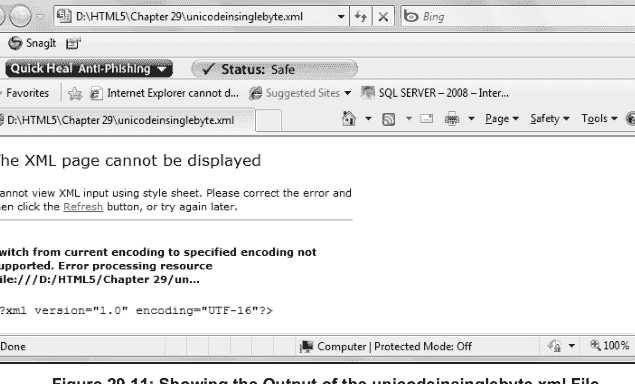 D:\HTML5\Chapter 29\unicodeinsinglebyte.xml
Bing
SnagIt
Quick Heal Anti-Phishing Status: Safe
Favorites Internet Explorer cannot d... Suggested Sites SQL SERVER – 2008 – Inter...
D:\HTML5\Chapter 29\unicodeinsinglebyte.xml Page Safety Tools
he XML page cannot be displayed
annot view XML input using style sheet. Please correct the error and
en click the Refresh button, or try again later.
witch from current encoding to specified encoding not
upported. Error processing resource
ile:///D:/HTML5/Chapter 29/un...
?xml version="1.0" encoding="UTF-16"?>
Done Computer | Protected Mode: Off 100%
Figure 29.11: Showing the Output of the unicodeinsinglebyte.xml File